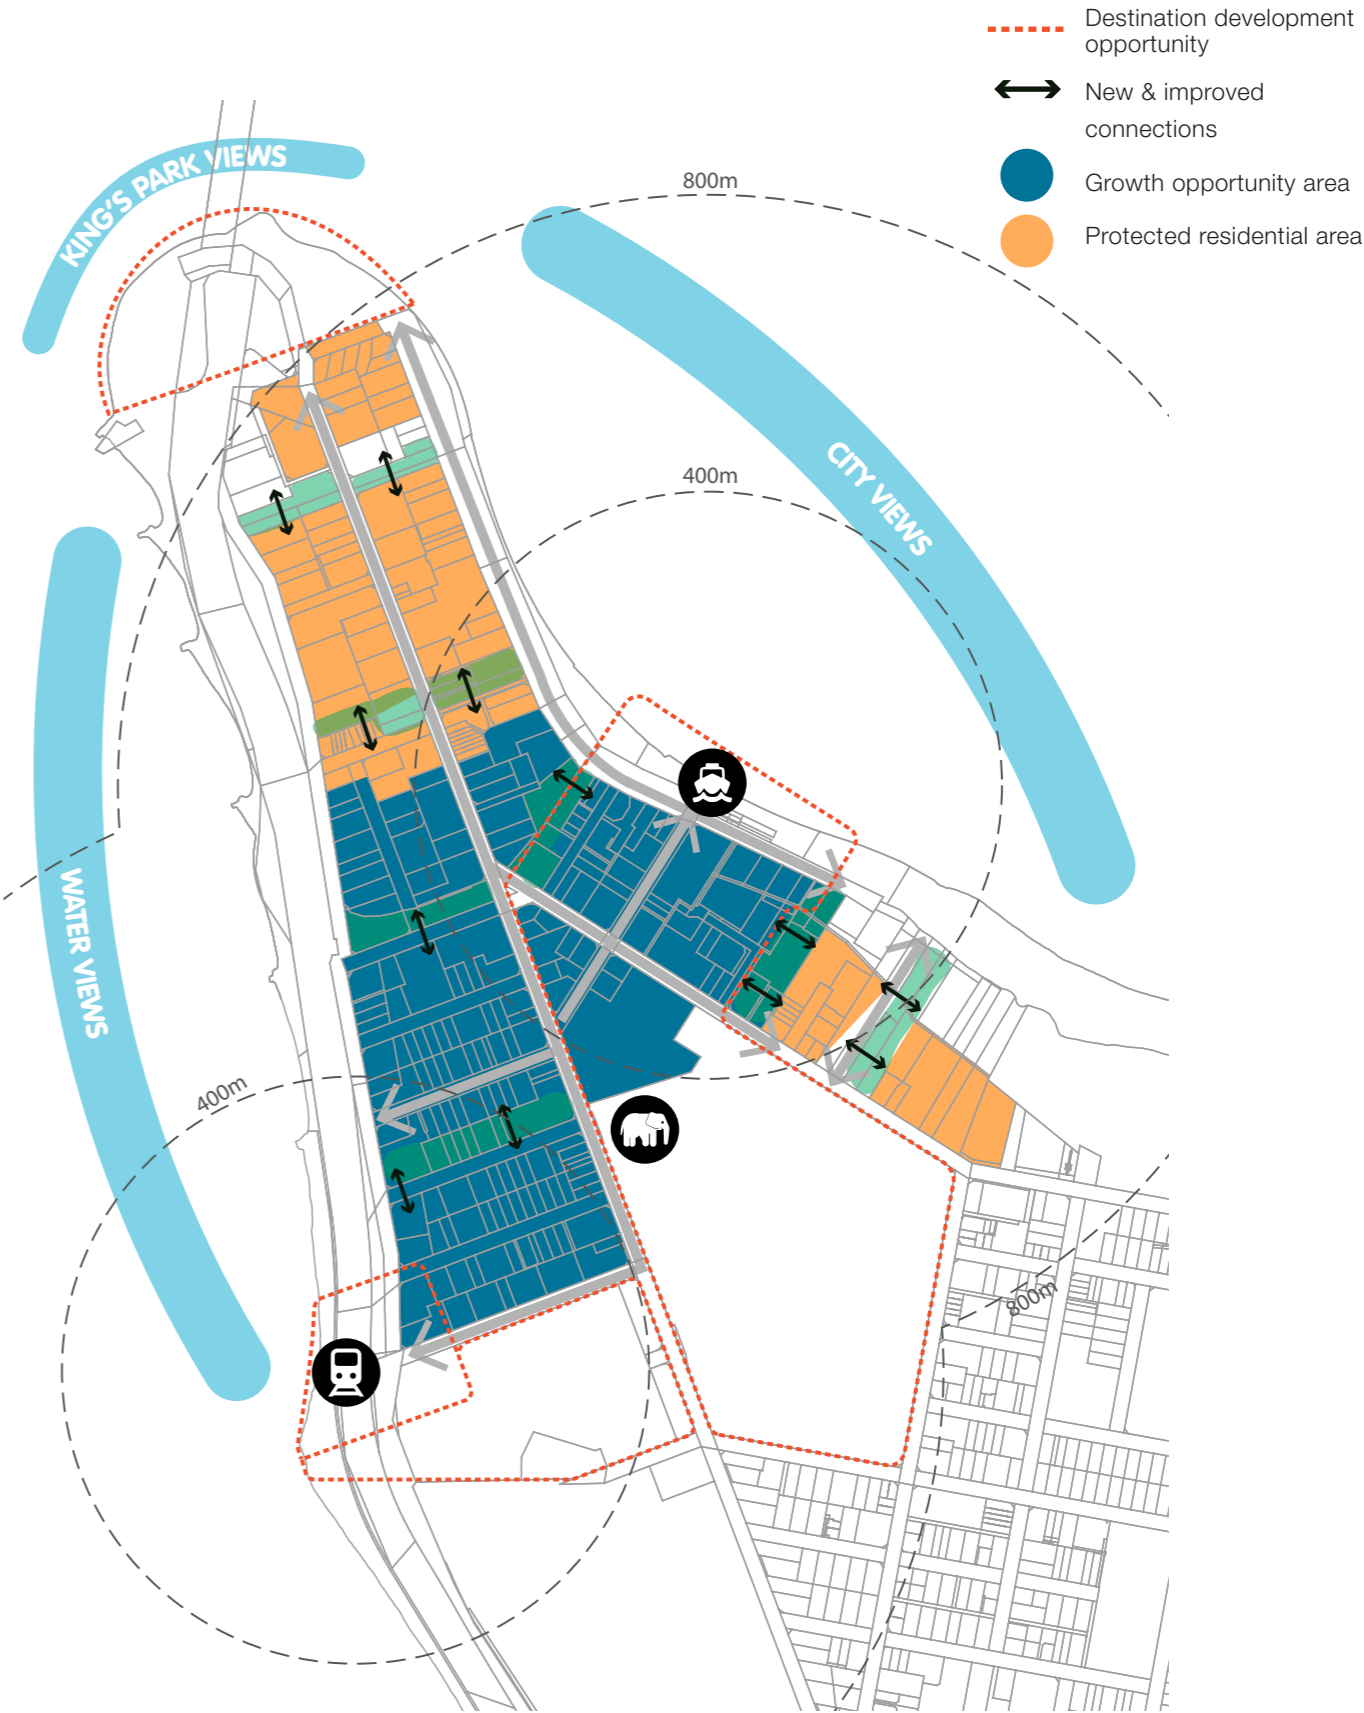 Destination development
opportunity
New & improved
connections
Growth opportunity area
Protected residential area
KING'S PARK VIEWS
800m
CITY VIEWS
400m
WATER VIEWS
400m
800m